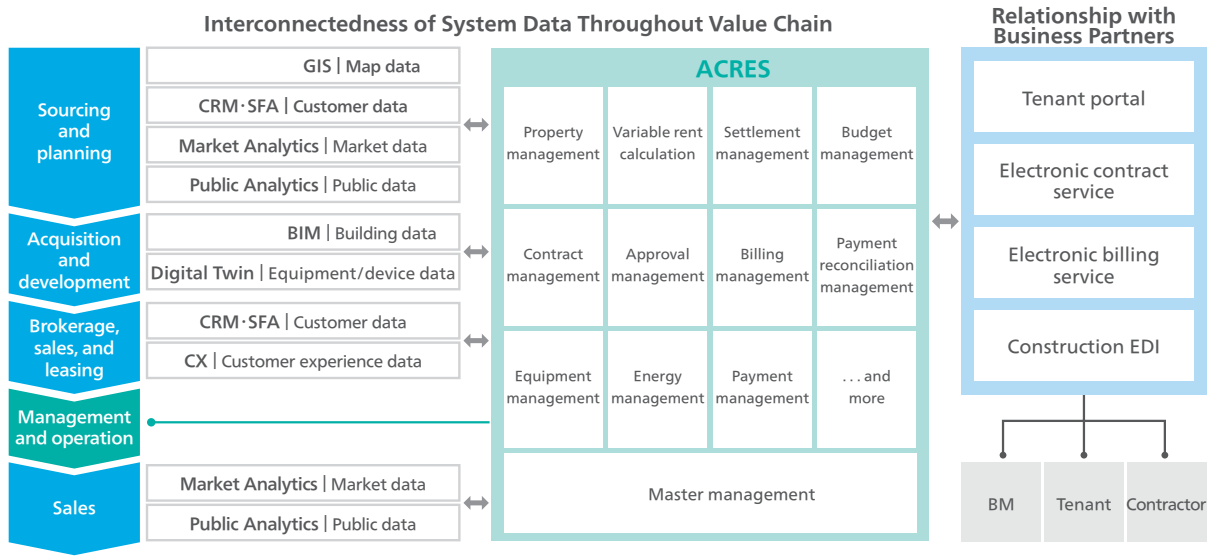 Interconnectedness of System Data Throughout Value Chain
Relationship with
Business Partners
Sourcing
and
planning
GIS | Map data
CRM·SFA | Customer data
Market Analytics | Market data
Public Analytics | Public data
Acquisition
and
development
BIM | Building data
Digital Twin | Equipment/device data
Brokerage,
sales, and
leasing
CRM·SFA | Customer data
CX | Customer experience data
Management
and operation
Sales
Market Analytics | Market data
Public Analytics | Public data
ACRES
Property
management
Variable rent
calculation
Settlement
management
Budget
management
Contract
management
Approval
management
Billing
management
Payment
reconciliation
management
Equipment
management
Energy
management
Payment
management
...and
more
Master management
Tenant portal
Electronic contract
service
Electronic billing
service
Construction EDI
BM
Tenant
Contractor